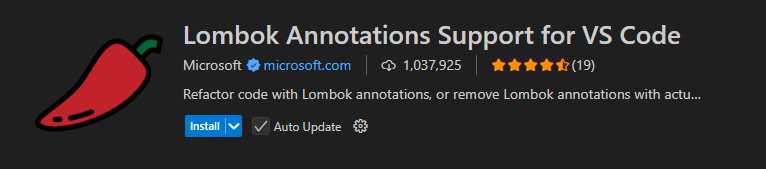 Lombok Annotations Support for VS Code
Microsoft microsoft.com 1,037,925 (19)
Refactor code with Lombok annotations, or remove Lombok annotations with actu...
Install Auto Update